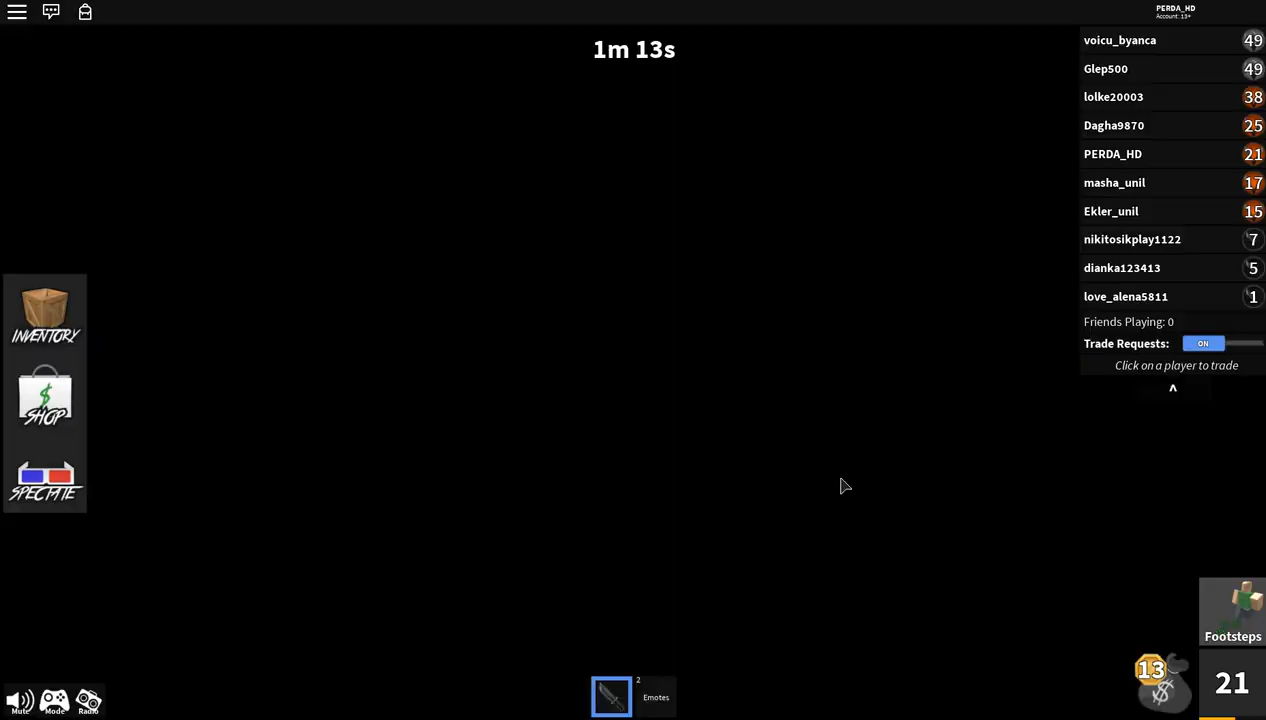 PERDA_HD
Account: 13+
1m 13s
voicu_byanca 49
Glep500 49
lolke20003 38
Dagha9870 25
PERDA_HD 21
masha_unil 17
Ekler_unil 15
nikitosikplay1122 7
dianka123413 5
love_alena5811 1
Friends Playing: 0
Trade Requests: ON
Click on a player to trade
INVENTORY
SHOP
SPECTATE
Footsteps
13
21
2
Emotes
Mute Mode Radio